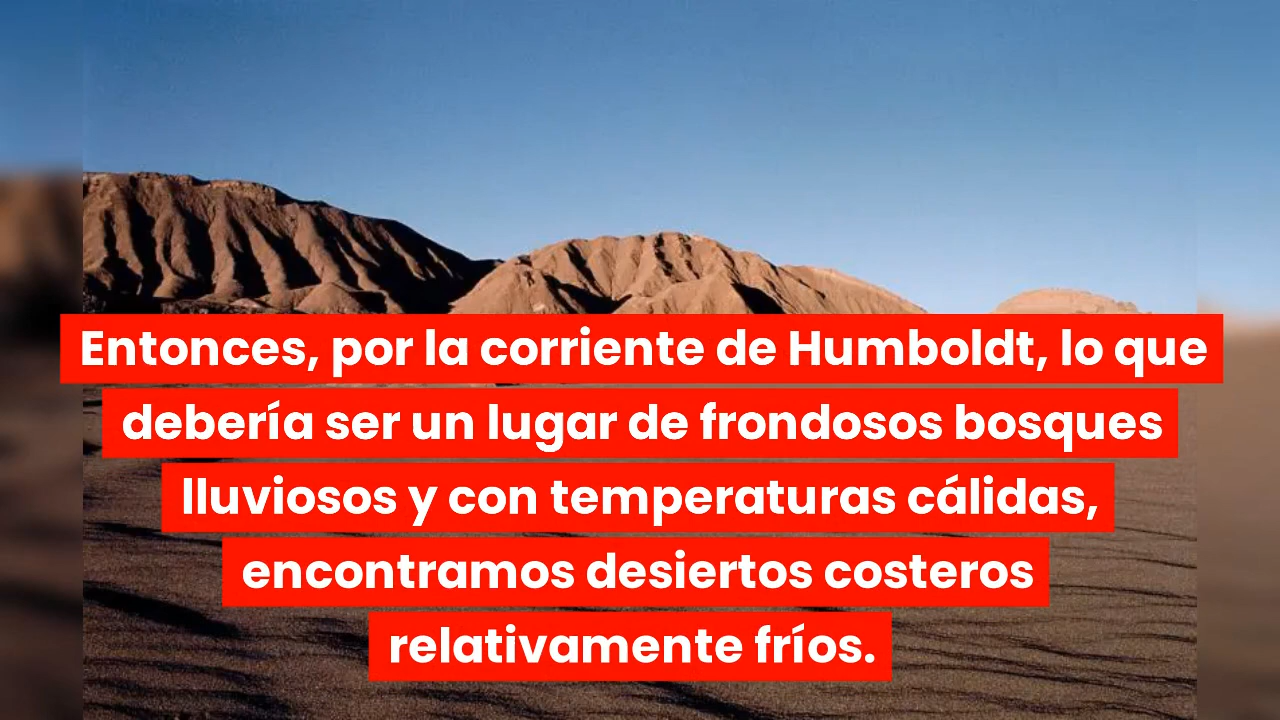 Entonces, por la corriente de Humboldt, lo que
debería ser un lugar de frondosos bosques
lluviosos y con temperaturas cálidas,
encontramos desiertos costeros
relativamente fríos.